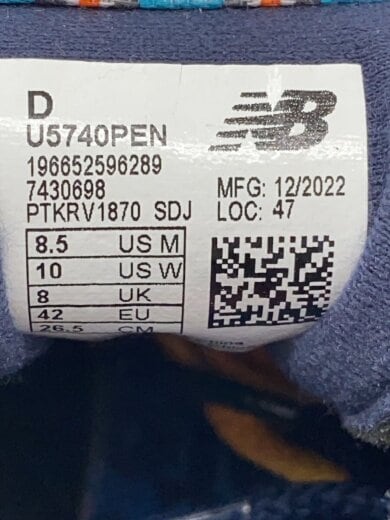 D
NB
U5740PEN
196652596289
7430698
PTKRV1870 SDJ
MFG: 12/2022
LOC: 47
8.5 US M
10 US W
8 UK
42 EU
26.5 CM